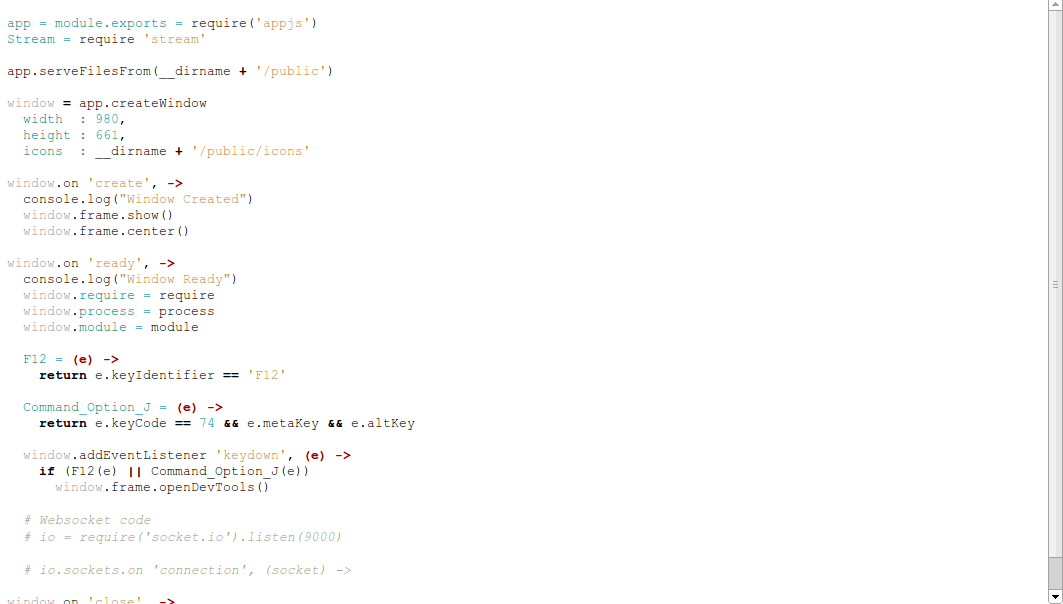 app = module.exports = require('appjs')
Stream = require 'stream'
app.serveFilesFrom(__dirname + '/public')
window = app.createWindow
  width  : 980,
  height : 661,
  icons  : __dirname + '/public/icons'
window.on 'create', ->
  console.log("Window Created")
  window.frame.show()
  window.frame.center()
window.on 'ready', ->
  console.log("Window Ready")
  window.require = require
  window.process = process
  window.module = module
  F12 = (e) ->
    return e.keyIdentifier == 'F12'
  Command_Option_J = (e) ->
    return e.keyCode == 74 && e.metaKey && e.altKey
  window.addEventListener 'keydown', (e) ->
    if (F12(e) || Command_Option_J(e))
      window.frame.openDevTools()
  # Websocket code
  # io = require('socket.io').listen(9000)
  # io.sockets.on 'connection', (socket) ->
window.on 'close', ->